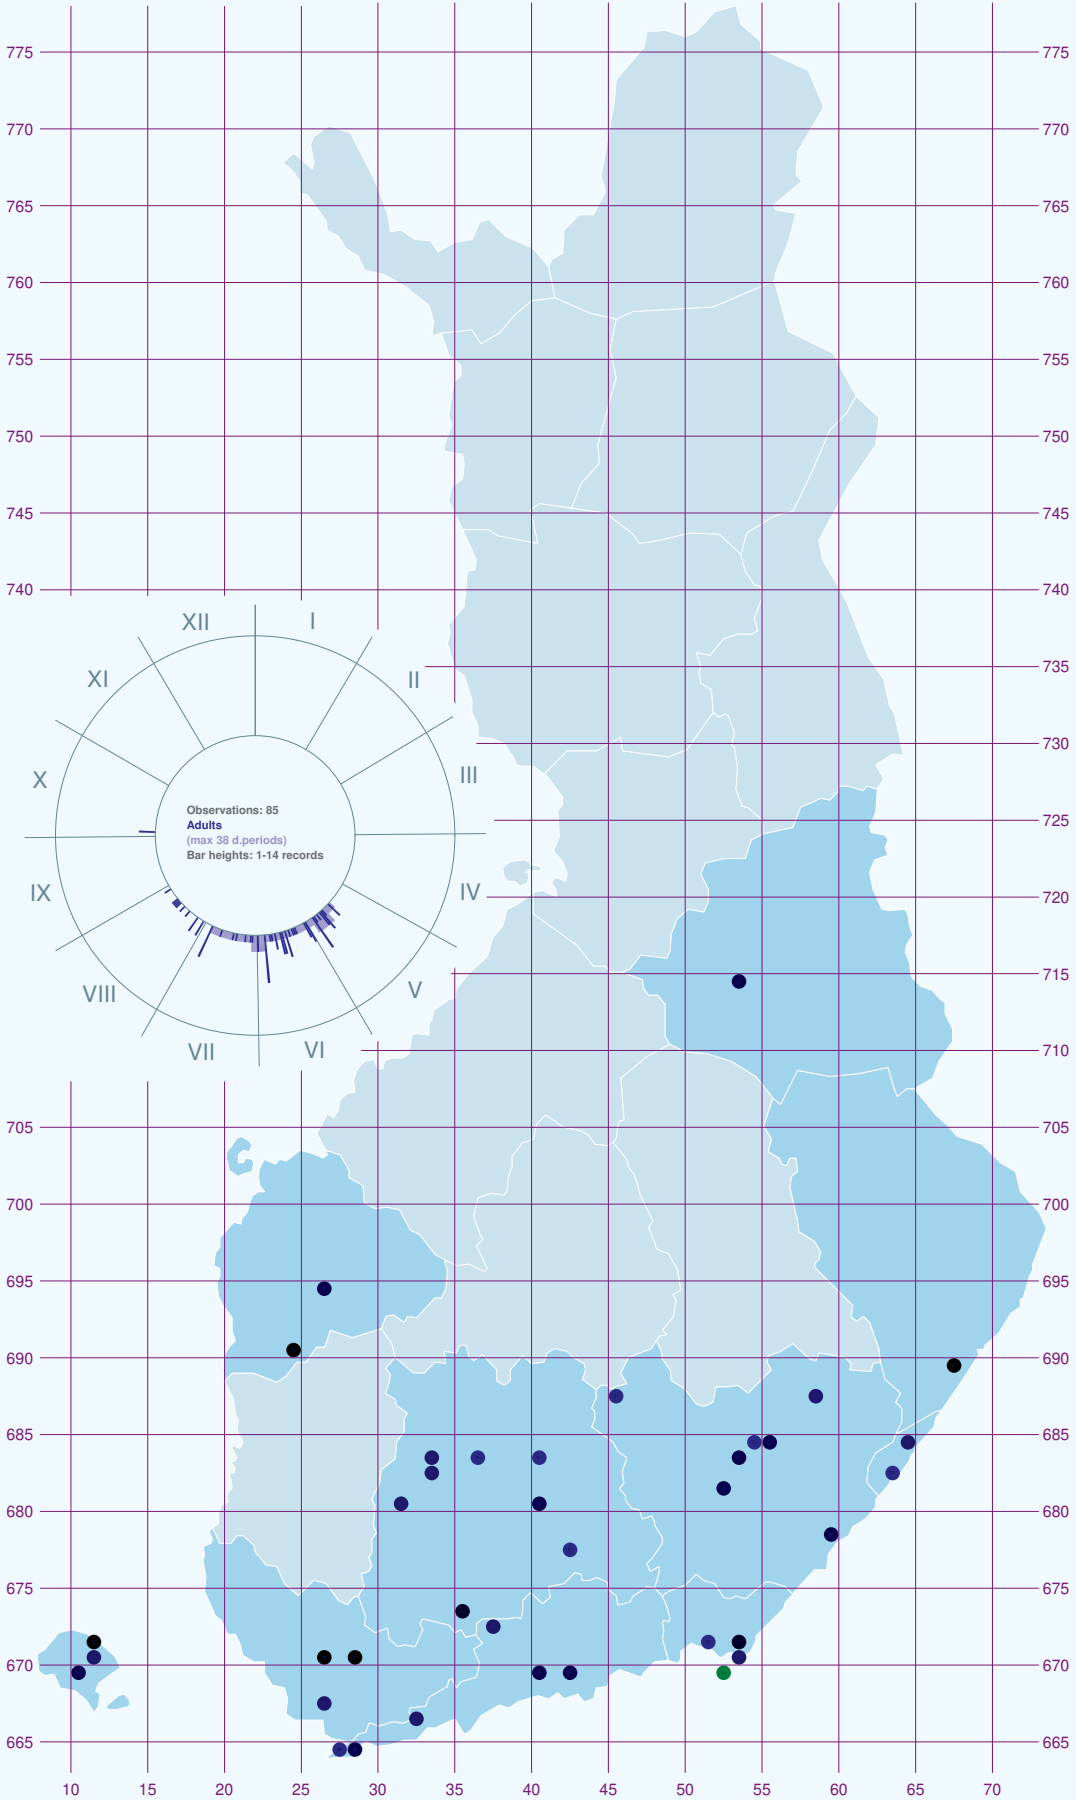 775 775
770 770
765 765
760 760
755 755
750 750
745 745
740 740
XII I
735 735
XI II
730 730
X III
725 725
Observations: 85
Adults
(max 38 d.periods)
Bar heights: 1-14 records
IX IV
720 720
715 715
VIII V
710 710
VII VI
705 705
700 700
695 695
690 690
685 685
680 680
675 675
670 670
665 665
10 15 20 25 30 35 40 45 50 55 60 65 70